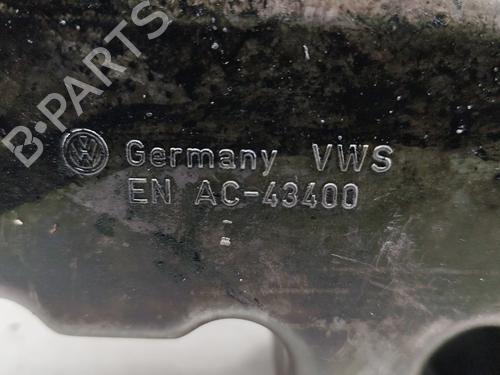 B-PARTS
Germany VWS
EN AC-43400